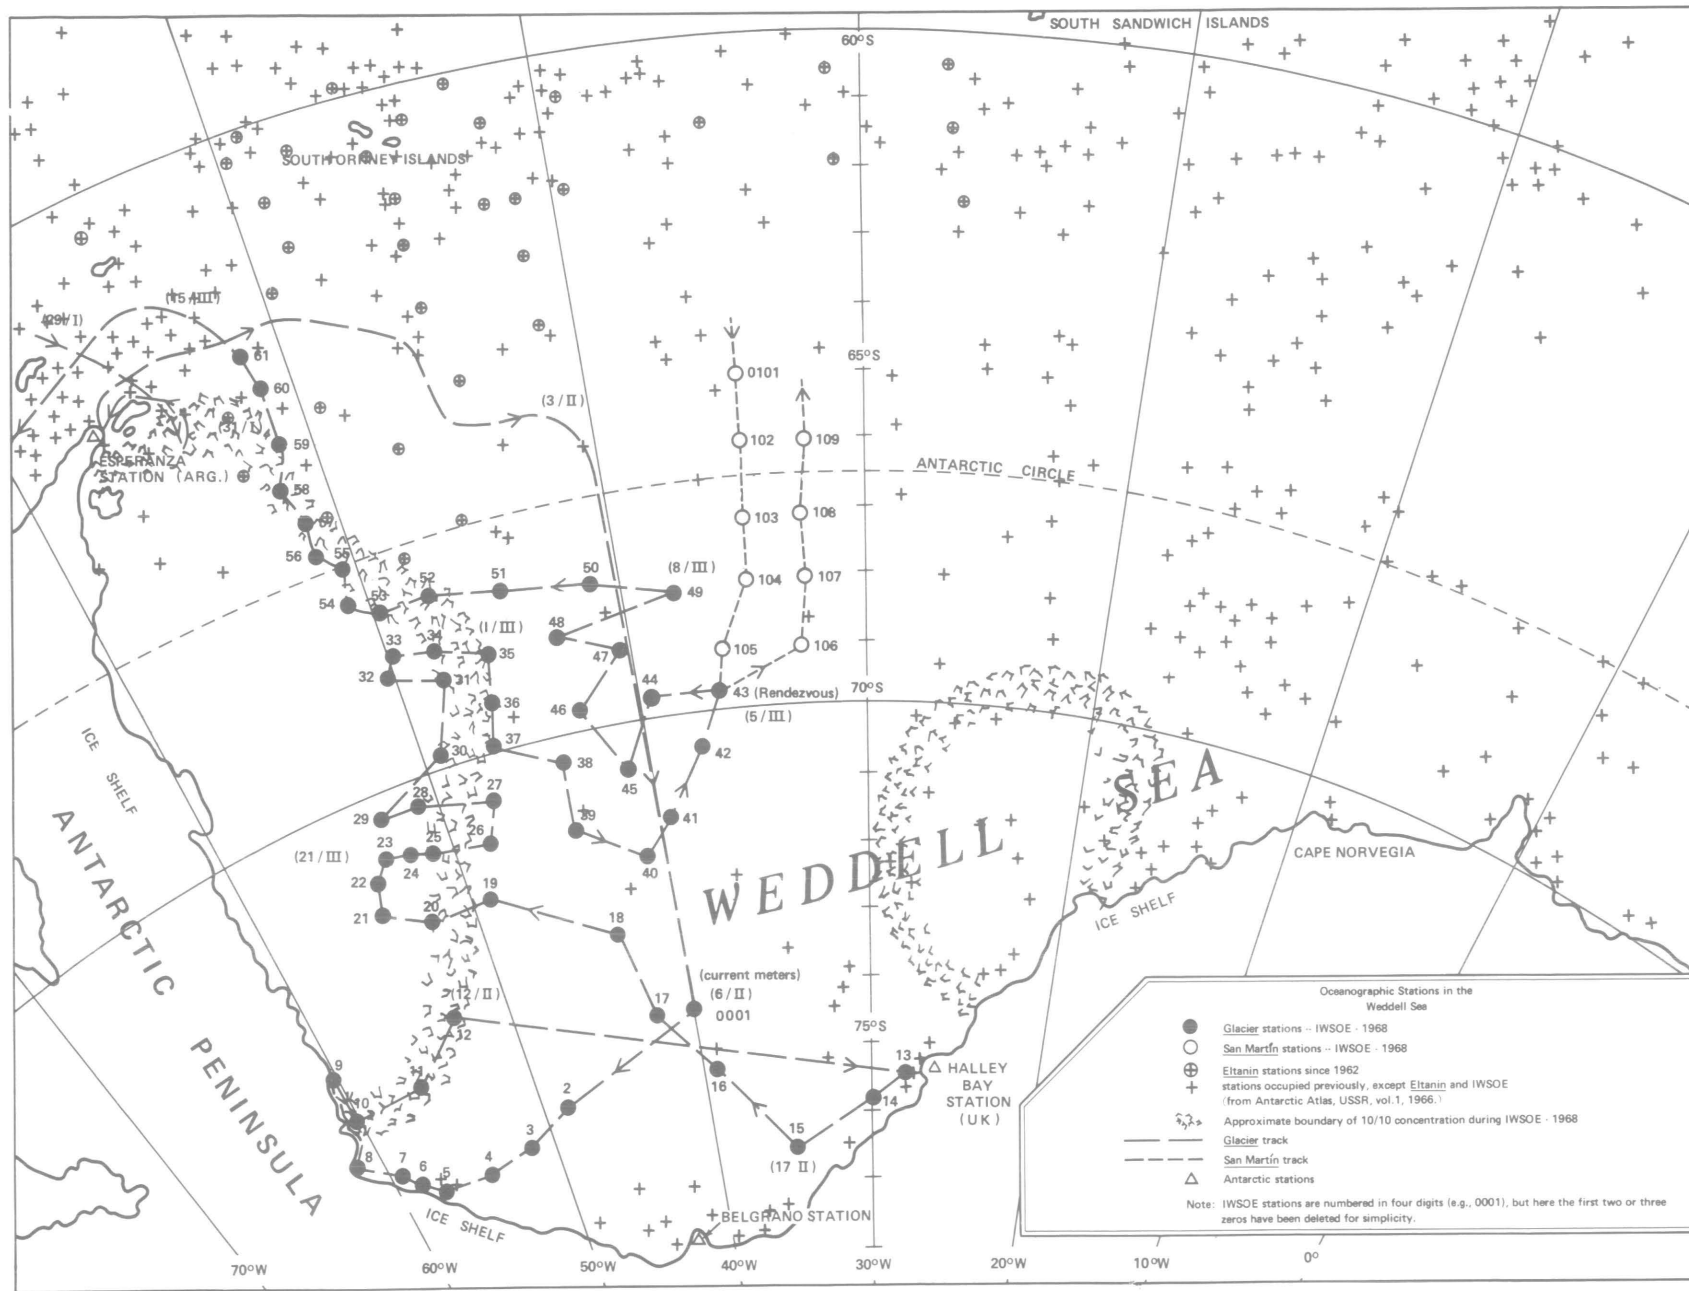 SOUTH SANDWICH ISLANDS
60°S
SOUTH ORKNEY ISLANDS
(15/III)
(29/I)
61
60
65°S
0101
(3/II)
(31/I)
59
102
109
ESPERANZA
STATION (ARG.)
ANTARCTIC CIRCLE
58
103
108
57
56
55
54
53
52
51
50
(8/III)
49
104
107
(1/III)
33
34
35
48
47
105
106
32
31
44
43 (Rendezvous)
(5/III)
70°S
36
46
37
42
30
38
45
ICE SHELF
29
28
27
39
41
(21/III)
23
24
25
26
40
CAPE NORVEGIA
22
21
20
19
18
WEDDELL SEA
ICE SHELF
ANTARCTIC PENINSULA
(12/II)
12
17
(current meters)
(6/II)
0001
75°S
9
10
11
2
16
13
14
HALLEY
BAY
STATION
(UK)
8
7
6
5
4
3
15
(17 II)
ICE SHELF
BELGRANO STATION
70°W
60°W
50°W
40°W
30°W
20°W
10°W
0°
Oceanographic Stations in the
Weddell Sea
Glacier stations -- IWSOE - 1968
San Martín stations -- IWSOE - 1968
Eltanin stations since 1962
stations occupied previously, except Eltanin and IWSOE
(from Antarctic Atlas, USSR, vol.1, 1966.)
Approximate boundary of 10/10 concentration during IWSOE - 1968
Glacier track
San Martín track
Antarctic stations
Note: IWSOE stations are numbered in four digits (e.g., 0001), but here the first two or three
zeros have been deleted for simplicity.